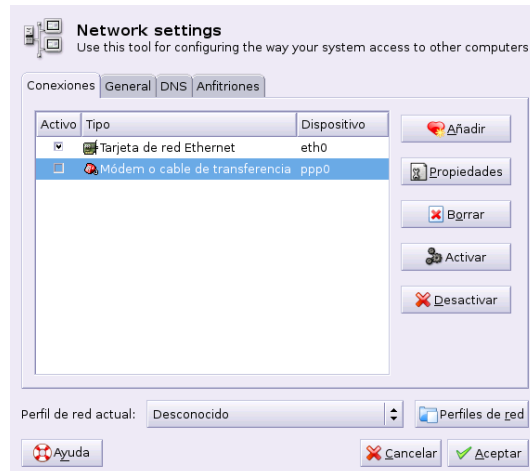 Network settings
Use this tool for configuring the way your system access to other computers
Conexiones General DNS Anfitriones
Activo Tipo Dispositivo
Tarjeta de red Ethernet eth0
Módem o cable de transferencia ppp0
Añadir
Propiedades
Borrar
Activar
Desactivar
Perfil de red actual: Desconocido Perfiles de red
Ayuda Cancelar Aceptar